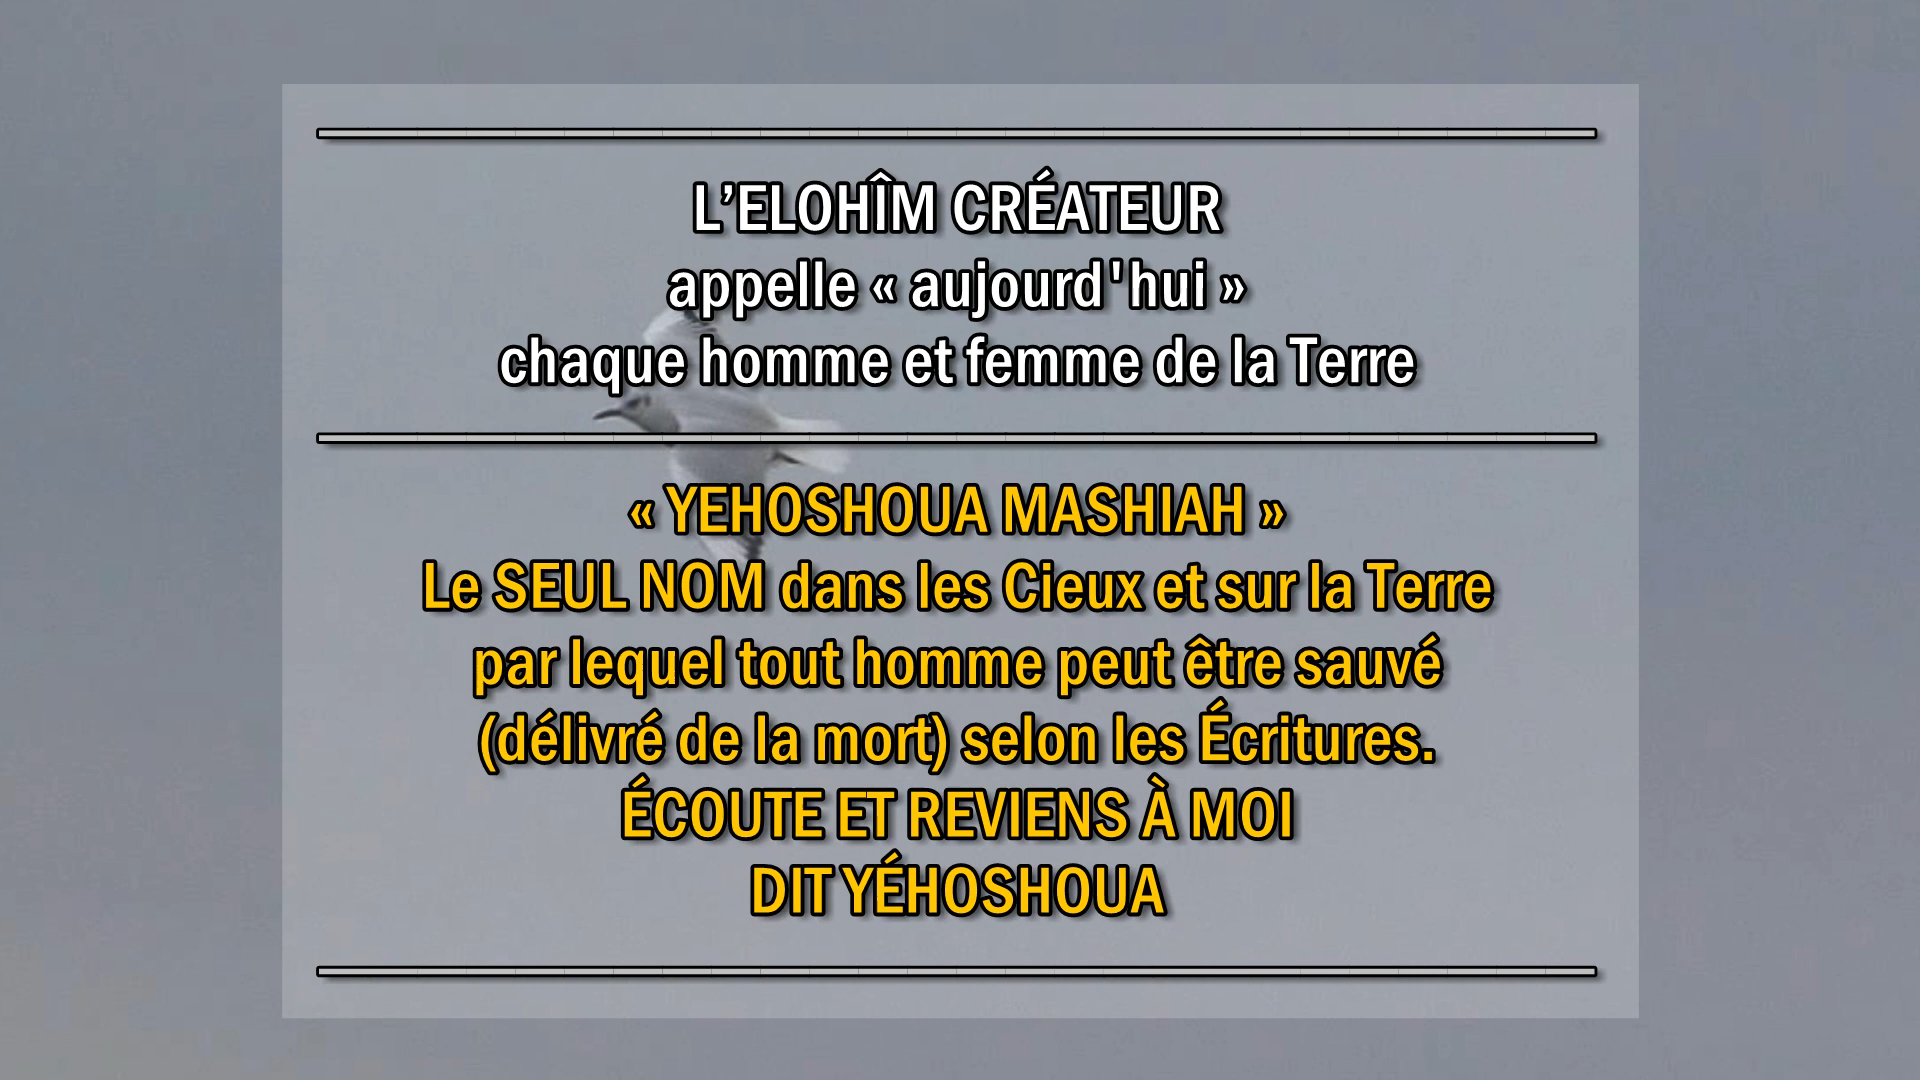 L’ELOHÎM CRÉATEUR
appelle « aujourd'hui »
chaque homme et femme de la Terre
« YEHOSHOUA MASHIAH »
Le SEUL NOM dans les Cieux et sur la Terre
par lequel tout homme peut être sauvé
(délivré de la mort) selon les Écritures.
ÉCOUTE ET REVIENS À MOI
DIT YÉHOSHOUA